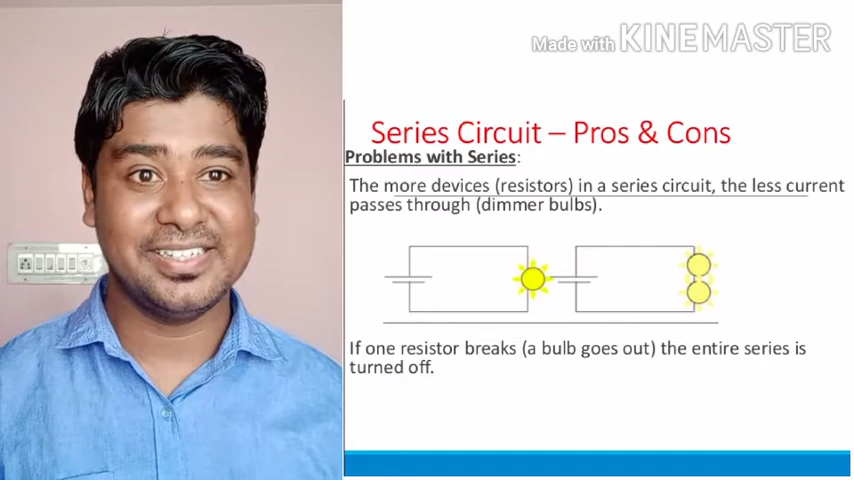 Made with KINEMASTER
Series Circuit – Pros & Cons
Problems with Series:
The more devices (resistors) in a series circuit, the less current
passes through (dimmer bulbs).
If one resistor breaks (a bulb goes out) the entire series is
turned off.